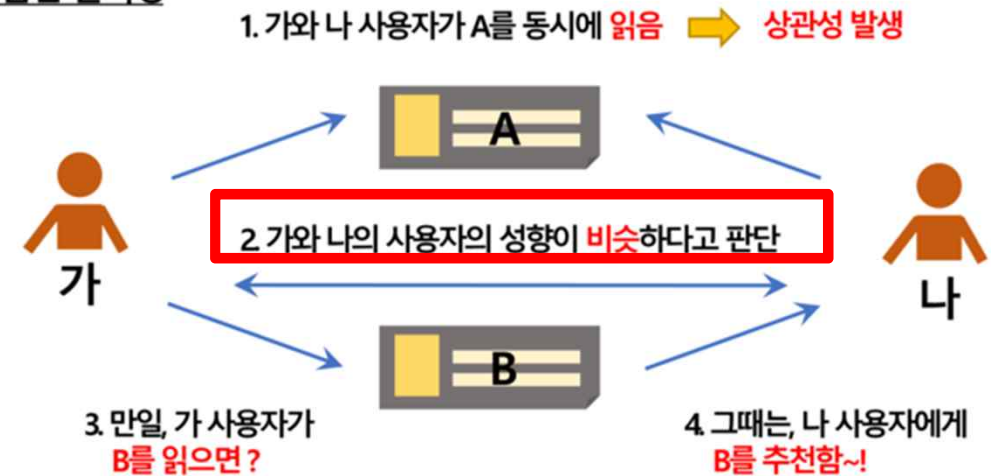 1. 가와 나 사용자가 A를 동시에 읽음 상관성 발생
A
2 가와 나의 사용자의 성향이 비슷하다고 판단
가
나
B
3. 만일, 가 사용자가
B를 읽으면 ?
4. 그때는, 나 사용자에게
B를 추천함~!